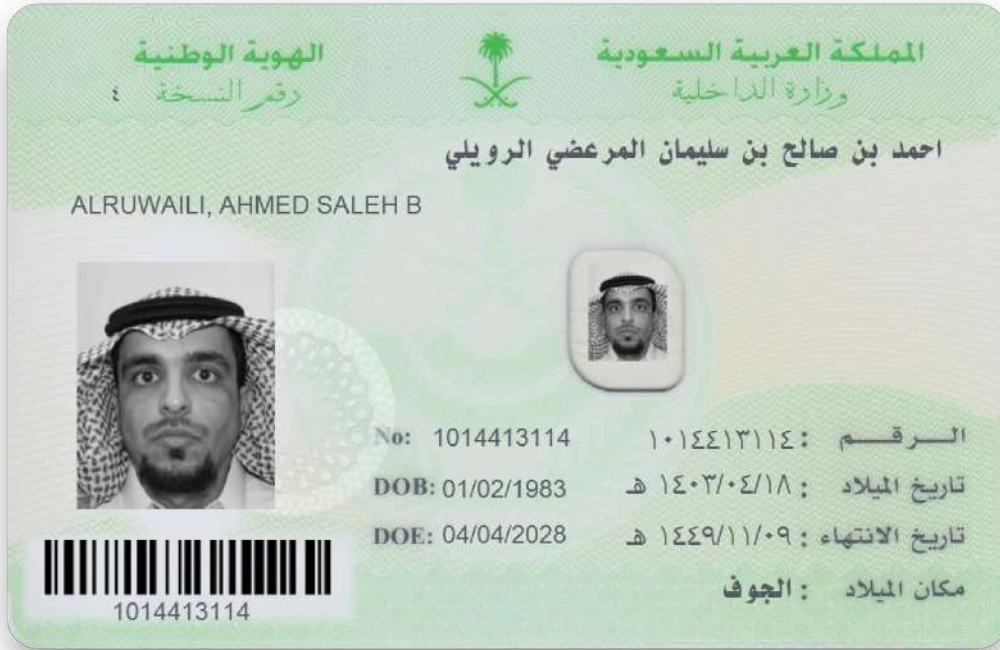 المملكة العربية السعودية
وزارة الداخلية
الهوية الوطنية
رقم النسخة ٤
احمد بن صالح بن سليمان المرعضي الرويلي
ALRUWAILI, AHMED SALEH B
الرقم : ١٠١٤٤١٣١١٤ No: 1014413114
تاريخ الميلاد : ١٤٠٣/٠٤/١٨ هـ DOB: 01/02/1983
تاريخ الانتهاء : ١٤٤٩/١١/٠٩ هـ DOE: 04/04/2028
مكان الميلاد : الجوف
1014413114